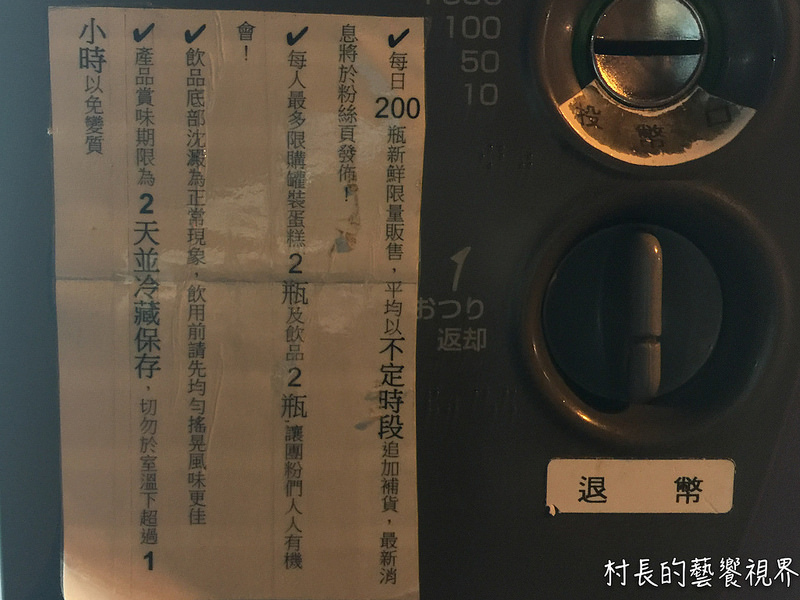 ✔每日200瓶新鮮限量販售，平均以不定時段追加補貨，最新消
息將於粉絲頁發佈！
✔每人最多限購罐裝蛋糕2瓶及飲品2瓶，讓團粉們人人有機
會！
✔飲品底部沈澱為正常現象，飲用前請先均勻搖晃風味更佳
✔產品賞味期限為2天並冷藏保存，切勿於室溫下超過1
小時以免變質
1000
100
50
10
投幣口
おつり
返却
退幣
村長的藝饗視界